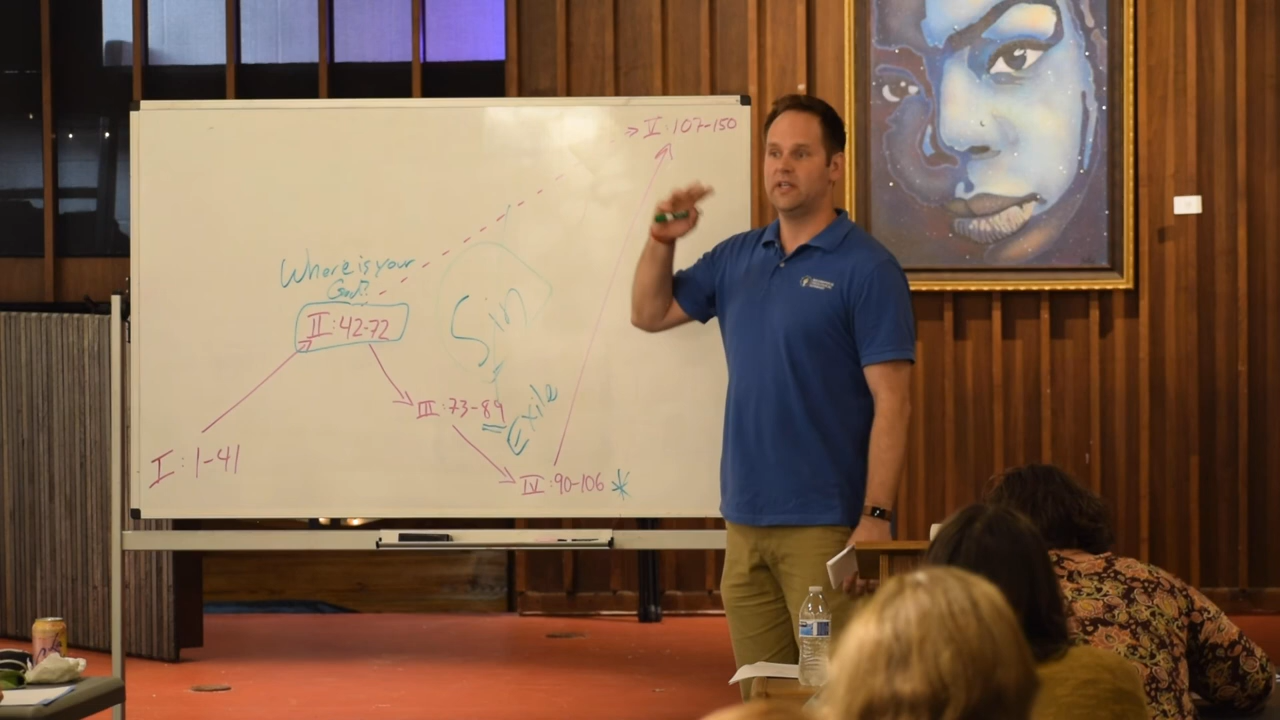 V: 107-150
Where is your
God?
II: 42-72
Sin
III: 73-89
= Exile
I: 1-41
IV: 90-106 *